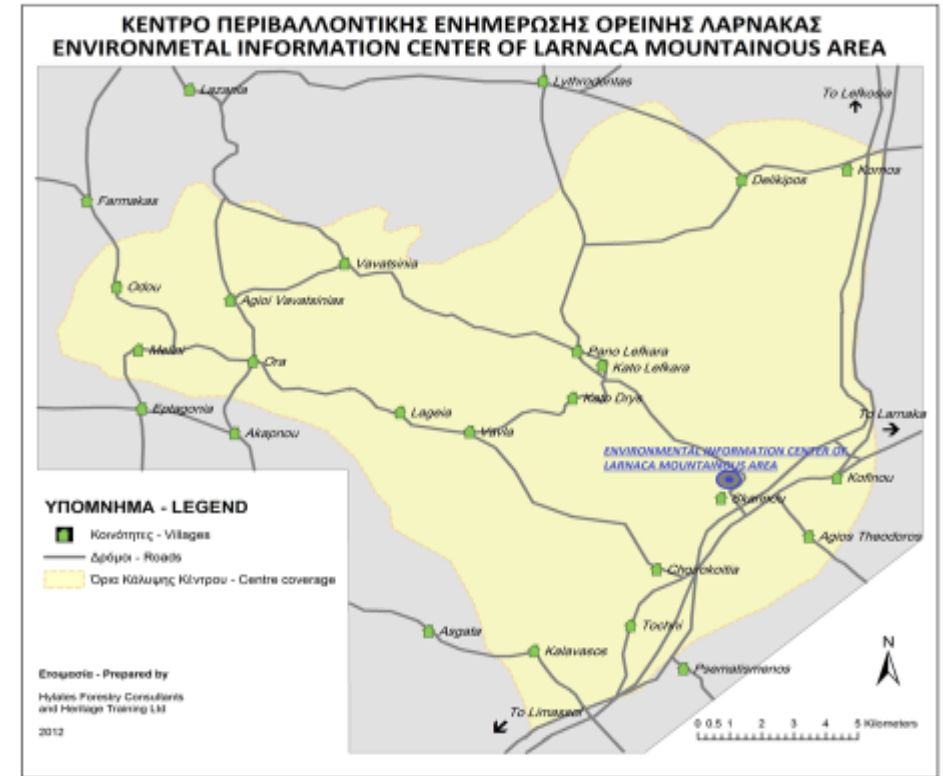 ΚΕΝΤΡΟ ΠΕΡΙΒΑΛΛΟΝΤΙΚΗΣ ΕΝΗΜΕΡΩΣΗΣ ΟΡΕΙΝΗΣ ΛΑΡΝΑΚΑΣ
ENVIRONMETAL INFORMATION CENTER OF LARNACA MOUNTAINOUS AREA
Lazania
Lythrodontas
To Lefkosia
Delikipos
Kornos
Farmakas
Vavatsinia
Odou
Agioi Vavatsinias
Melini
Ora
Pano Lefkara
Kato Lefkara
Kato Drys
Eptagonia
Akapnou
Lageia
Vavla
To Larnaka
ENVIRONMENTAL INFORMATION CENTER OF
LARNACA MOUNTAINOUS AREA
Kofinou
Skarinou
Agios Theodoros
Choirokoitia
Tochni
Asgata
Kalavasos
Psematismenos
To Limassol
ΥΠΟΜΝΗΜΑ - LEGEND
Κοινότητες - Villages
Δρόμοι - Roads
Όρια Κάλυψης Κέντρου - Centre coverage
Ετοιμασία - Prepared by
Hylates Forestry Consultants
and Heritage Training Ltd
2012
N
0 0.5 1 2 3 4 5 Kilometers